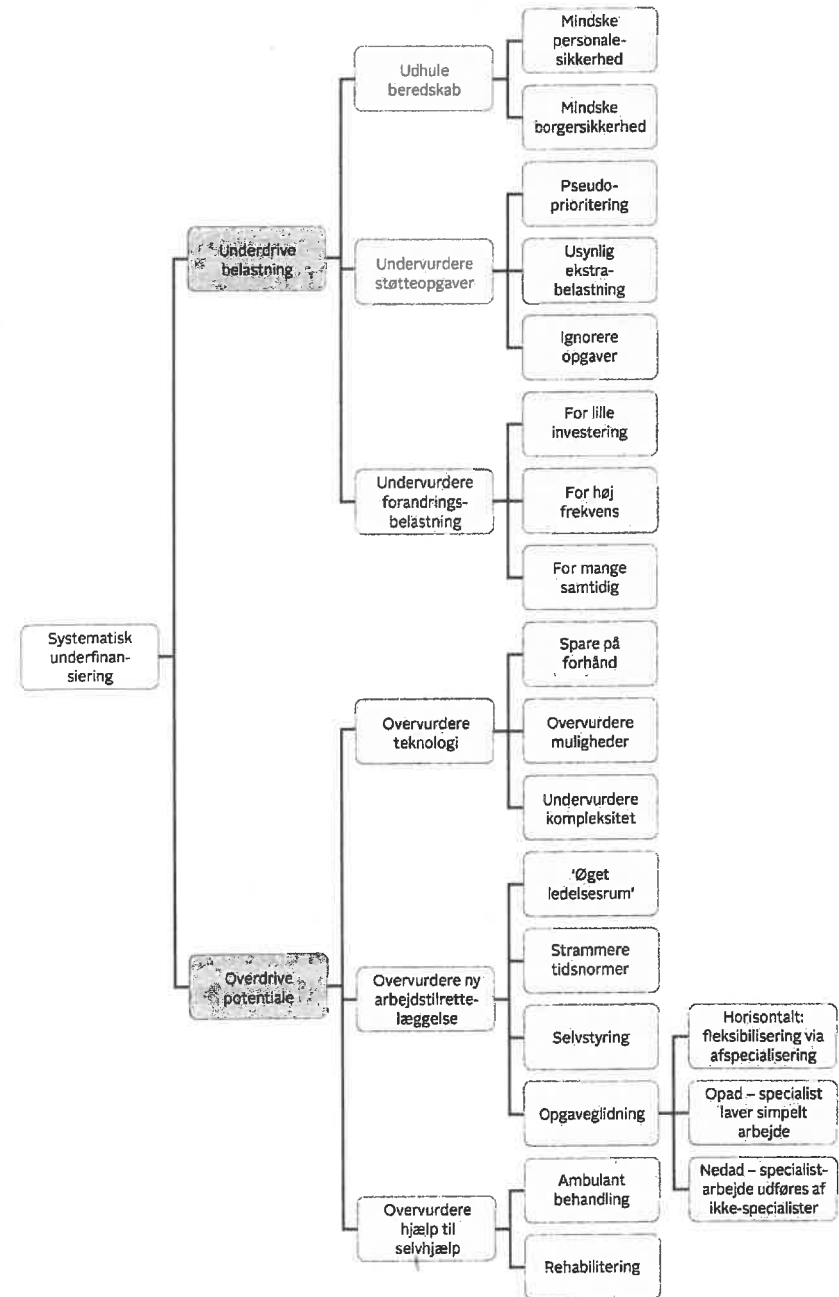 Systematisk
underfinan-
siering
Underdrive
belastning
Udhule
beredskab
Mindske
personale-
sikkerhed
Mindske
borgersikkerhed
Undervurdere
støtteopgaver
Pseudo-
prioritering
Usynlig
ekstra-
belastning
Ignorere
opgaver
Undervurdere
forandrings-
belastning
For lille
investering
For høj
frekvens
For mange
samtidig
Overdrive
potentiale
Overvurdere
teknologi
Spare på
forhånd
Overvurdere
muligheder
Undervurdere
kompleksitet
Overvurdere ny
arbejdstilrette-
læggelse
'Øget
ledelsesrum'
Strammere
tidsnormer
Selvstyring
Opgaveglidning
Horisontalt:
fleksibilisering via
afspecialisering
Opad – specialist
laver simpelt
arbejde
Nedad – specialist-
arbejde udføres af
ikke-specialister
Overvurdere
hjælp til
selvhjælp
Ambulant
behandling
Rehabilitering